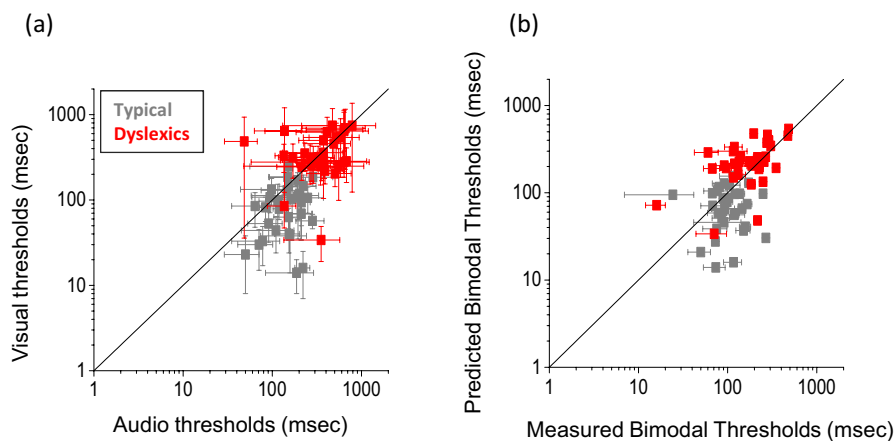 (a)
Typical
Dyslexics
Visual thresholds (msec)
1000
100
10
1
1
10
100
1000
Audio thresholds (msec)
(b)
Predicted Bimodal Thresholds (msec)
1000
100
10
1
1
10
100
1000
Measured Bimodal Thresholds (msec)